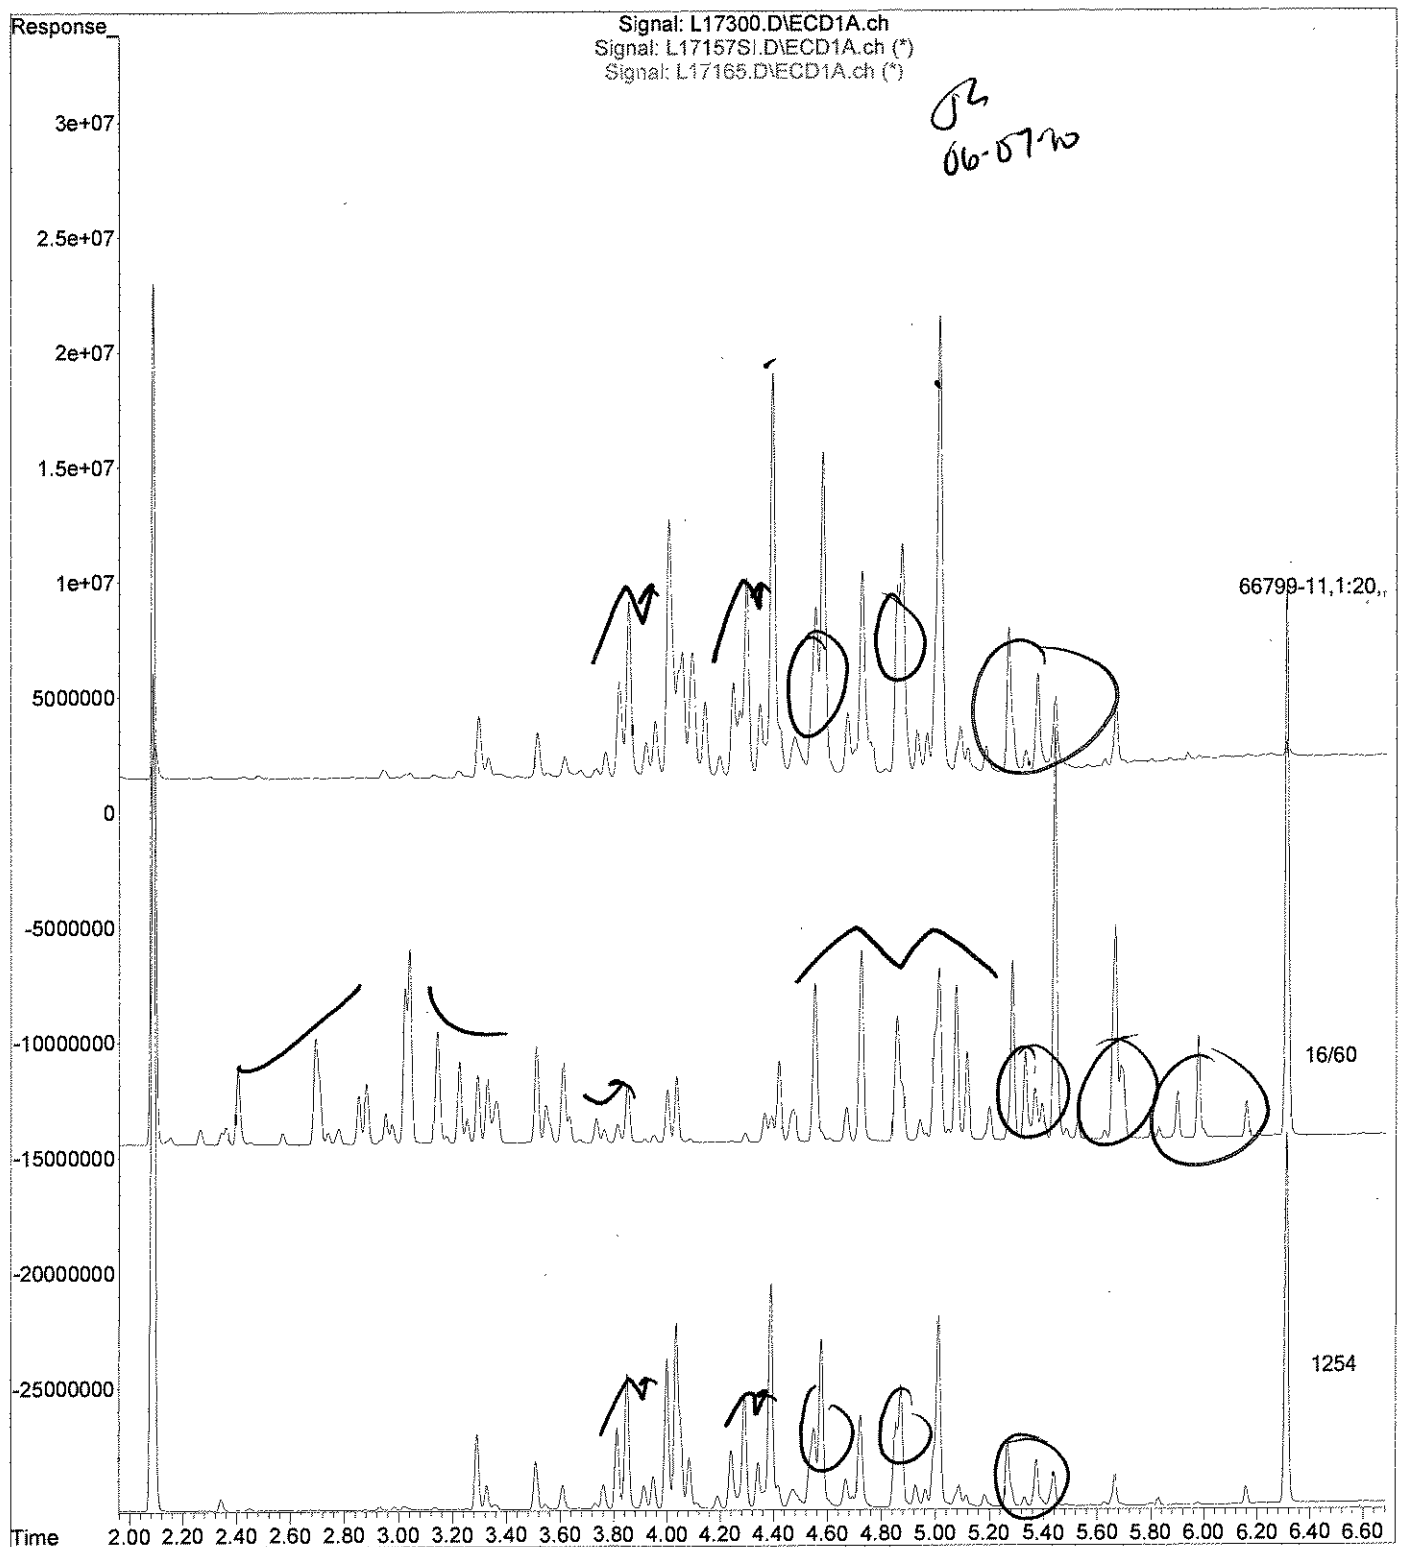 Response_
Signal: L17300.D\ECD1A.ch
Signal: L17157SI.D\ECD1A.ch (*)
Signal: L17165.D\ECD1A.ch (*)
3e+07
2.5e+07
2e+07
1.5e+07
1e+07
66799-11,1:20,,
5000000
0
-5000000
-10000000
16/60
-15000000
-20000000
1254
-25000000
Time
2.00 2.20 2.40 2.60 2.80 3.00 3.20 3.40 3.60 3.80 4.00 4.20 4.40 4.60 4.80 5.00 5.20 5.40 5.60 5.80 6.00 6.20 6.40 6.60